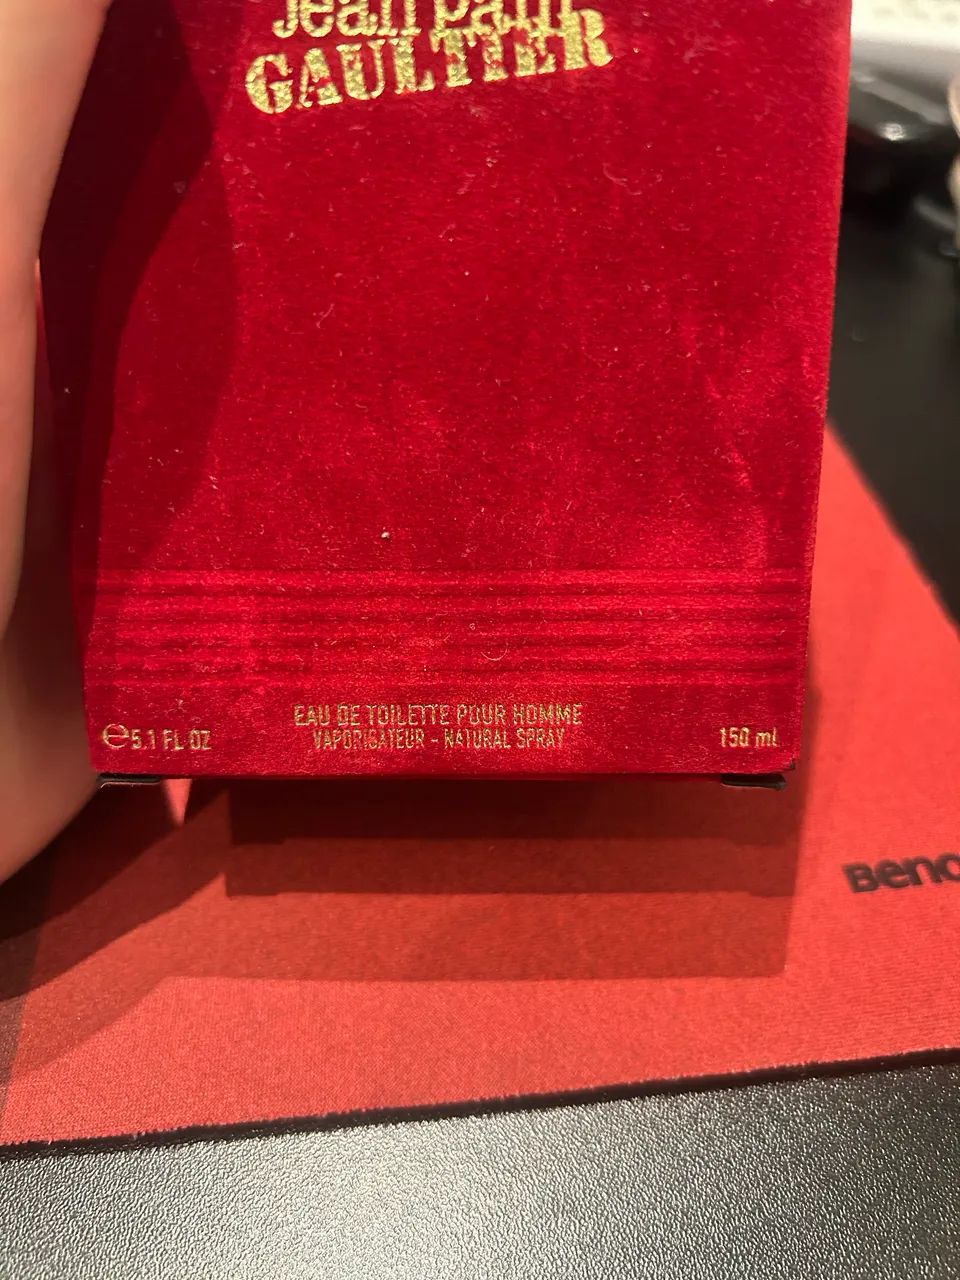 Jean Paul
GAULTIER
EAU DE TOILETTE POUR HOMME
VAPORISATEUR - NATURAL SPRAY
℮5.1 FL OZ
150 ml
BenQ